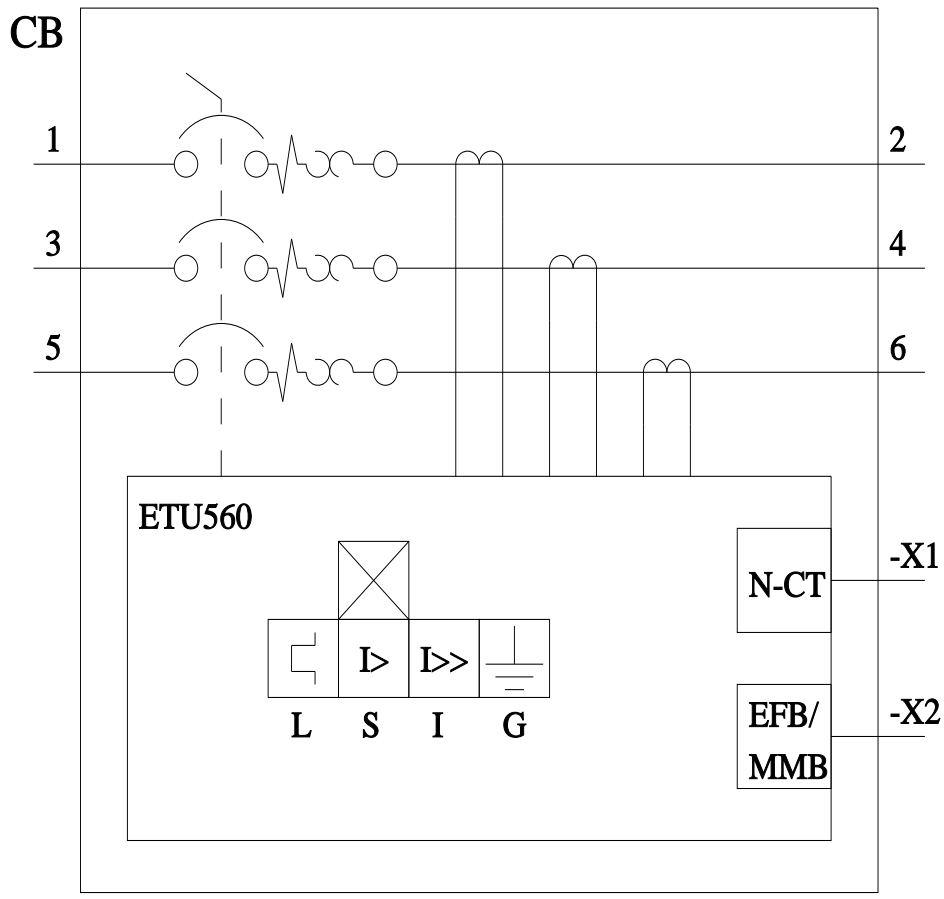 CB
1
2
3
4
5
6
ETU560
-X1
N-CT
I>
I>>
L S I G
-X2
EFB/
MMB